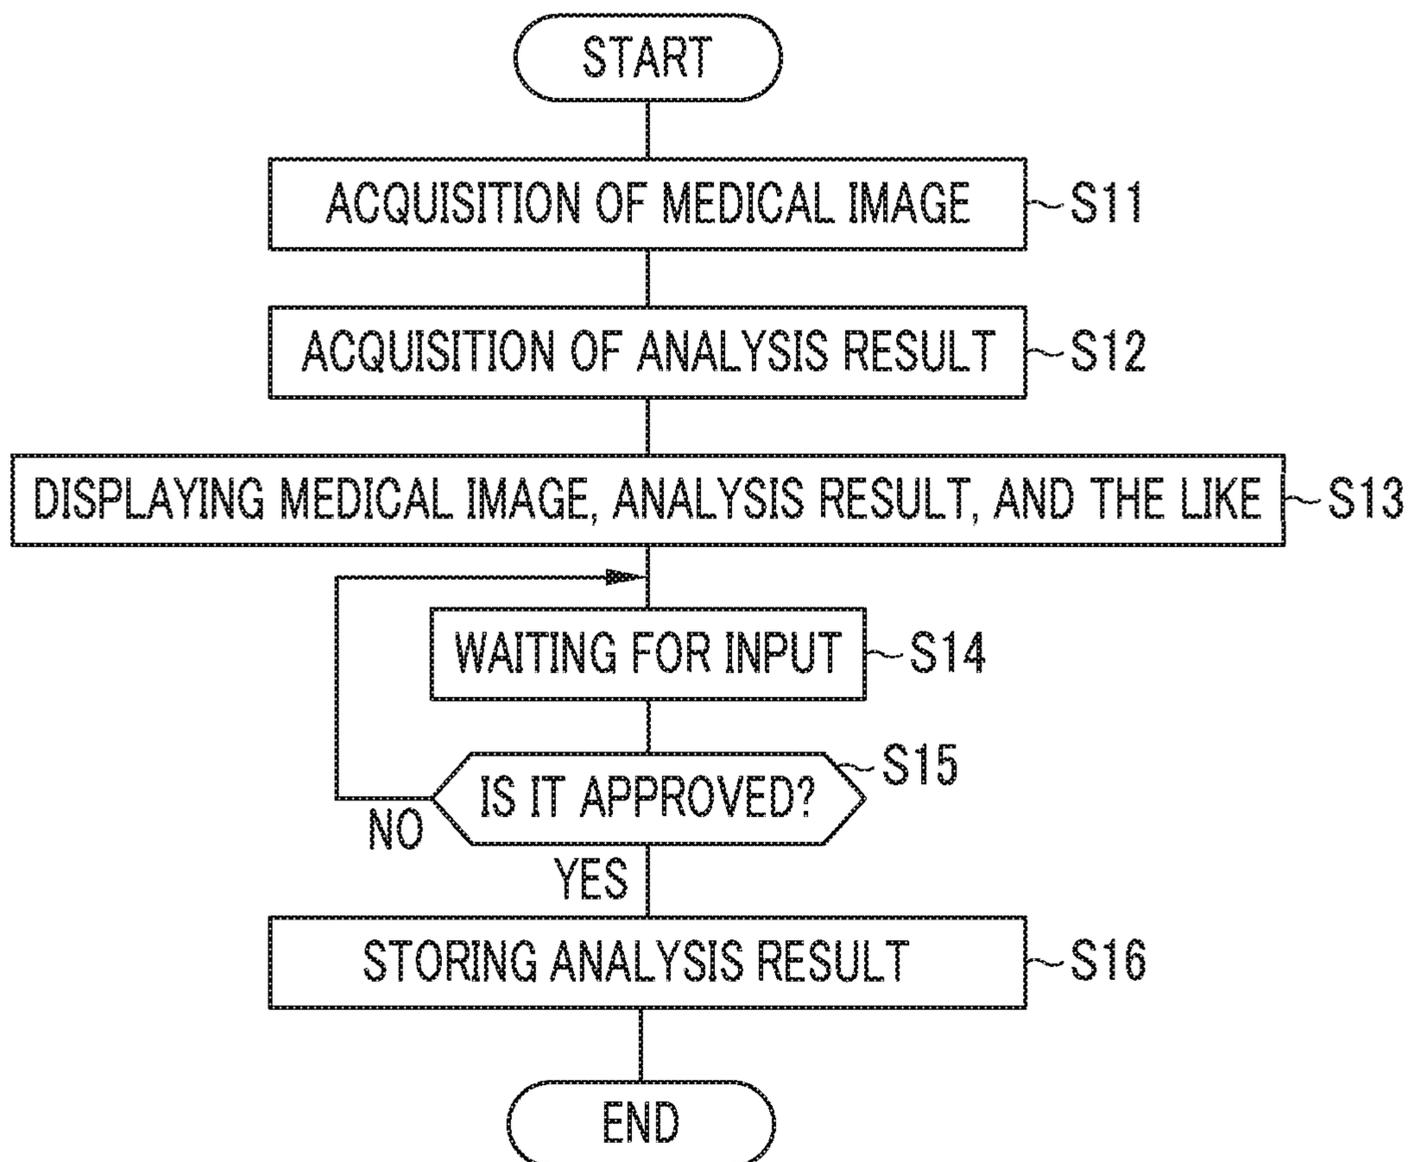 START
ACQUISITION OF MEDICAL IMAGE S11
ACQUISITION OF ANALYSIS RESULT S12
DISPLAYING MEDICAL IMAGE, ANALYSIS RESULT, AND THE LIKE S13
WAITING FOR INPUT S14
IS IT APPROVED? S15
NO
YES
STORING ANALYSIS RESULT S16
END